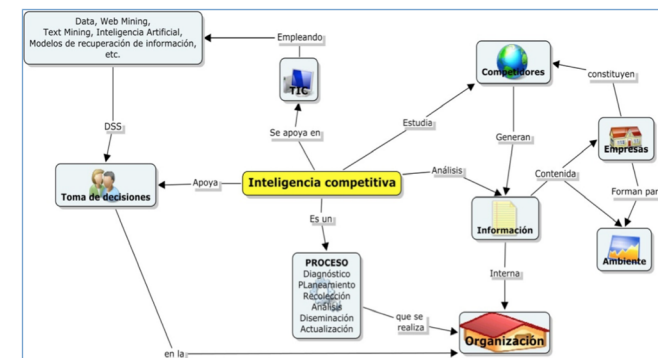 Data, Web Mining,
Text Mining, Inteligencia Artificial,
Modelos de recuperación de información,
etc.
Empleando
TIC
Competidores
constituyen
DSS
Se apoya en
Estudia
Generan
Empresas
Toma de decisiones
Apoya
Inteligencia competitiva
Análisis
Contenida
Forman par
Es un
Información
Ambiente
PROCESO
Diagnóstico
PLaneamiento
Recolección
Análisis
Diseminación
Actualización
Interna
que se
realiza
Organización
en la